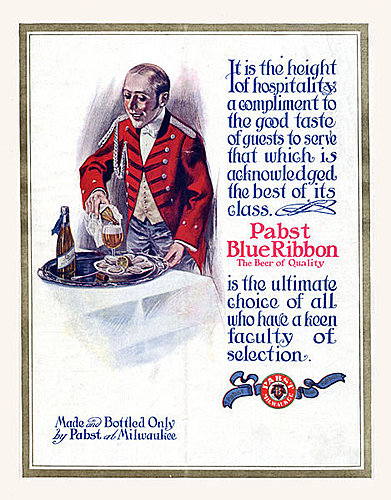 It is the height
of hospitality,
a compliment to
the good taste
of guests to serve
that which is
acknowledged
the best of its
class.
Pabst
Blue Ribbon
The Beer of Quality
is the ultimate
choice of all
who have a keen
faculty of
selection.
PABST
MILWAUKEE
Made and Bottled Only
by Pabst at Milwaukee